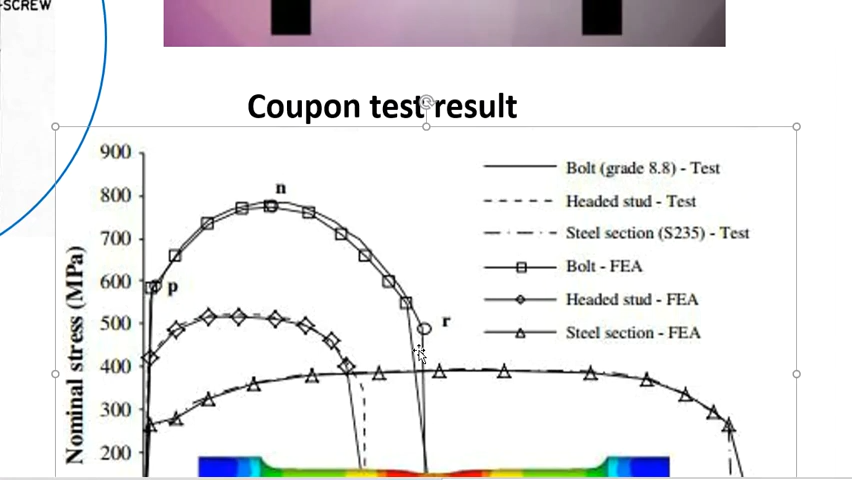 -SCREW
Coupon test result
900
800
700
600
500
400
300
200
Nominal stress (MPa)
n
p
r
Bolt (grade 8.8) - Test
Headed stud - Test
Steel section (S235) - Test
Bolt - FEA
Headed stud - FEA
Steel section - FEA